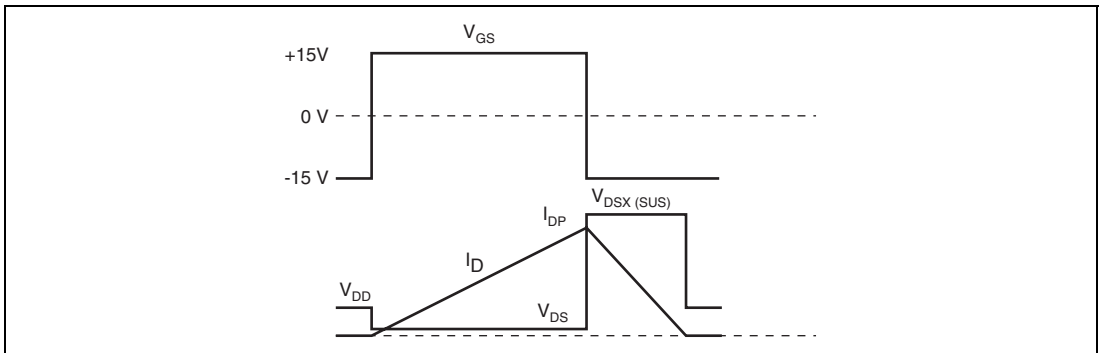 V_GS
+15V
0 V
-15 V
V_DSX (SUS)
I_DP
I_D
V_DD
V_DS